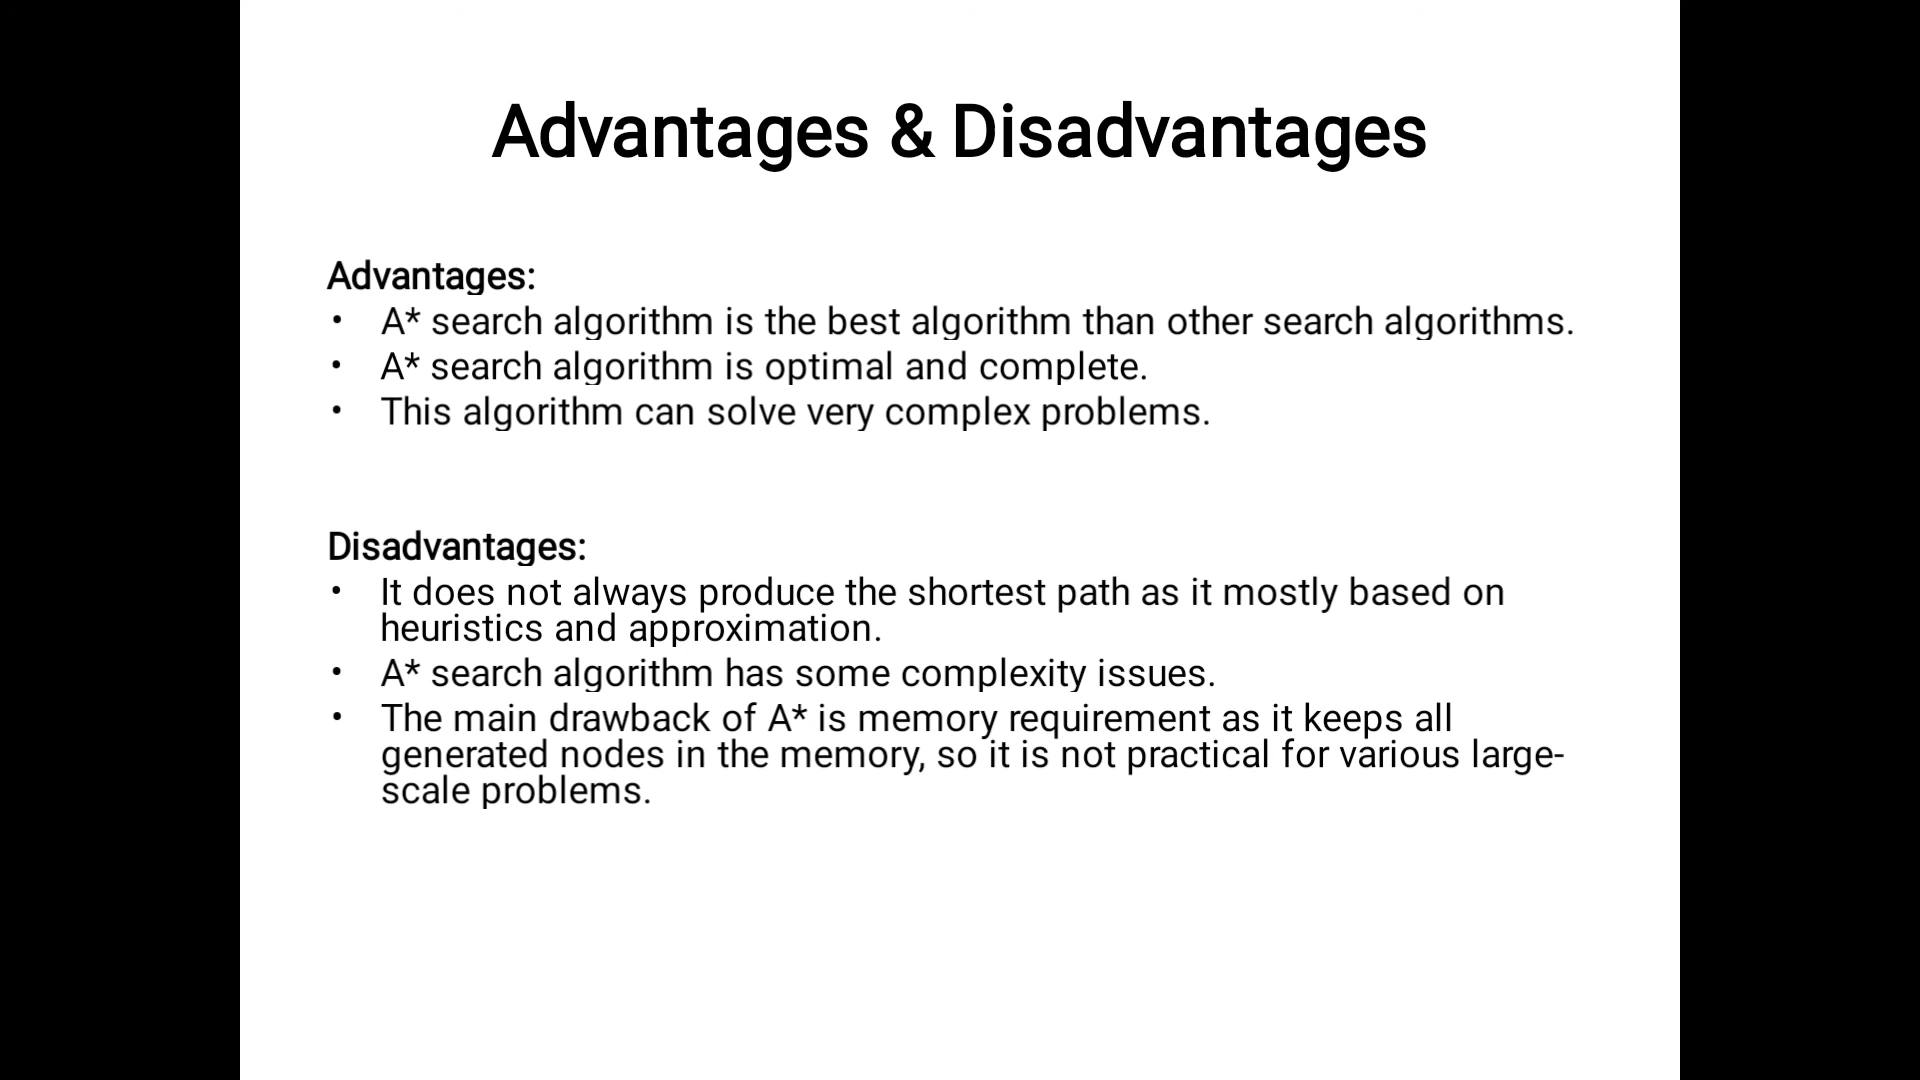 Advantages & Disadvantages
Advantages:
• A* search algorithm is the best algorithm than other search algorithms.
• A* search algorithm is optimal and complete.
• This algorithm can solve very complex problems.
Disadvantages:
• It does not always produce the shortest path as it mostly based on
heuristics and approximation.
• A* search algorithm has some complexity issues.
• The main drawback of A* is memory requirement as it keeps all
generated nodes in the memory, so it is not practical for various large-
scale problems.